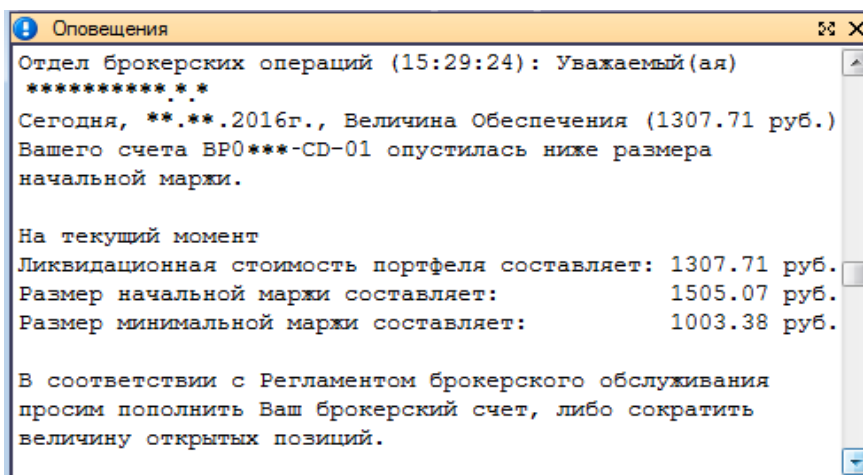 Оповещения
Отдел брокерских операций (15:29:24): Уважаемый(ая)
**********.*.*
Сегодня, **.**.2016г., Величина Обеспечения (1307.71 руб.)
Вашего счета BP0***-CD-01 опустилась ниже размера
начальной маржи.
На текущий момент
Ликвидационная стоимость портфеля составляет: 1307.71 руб.
Размер начальной маржи составляет: 1505.07 руб.
Размер минимальной маржи составляет: 1003.38 руб.
В соответствии с Регламентом брокерского обслуживания
просим пополнить Ваш брокерский счет, либо сократить
величину открытых позиций.